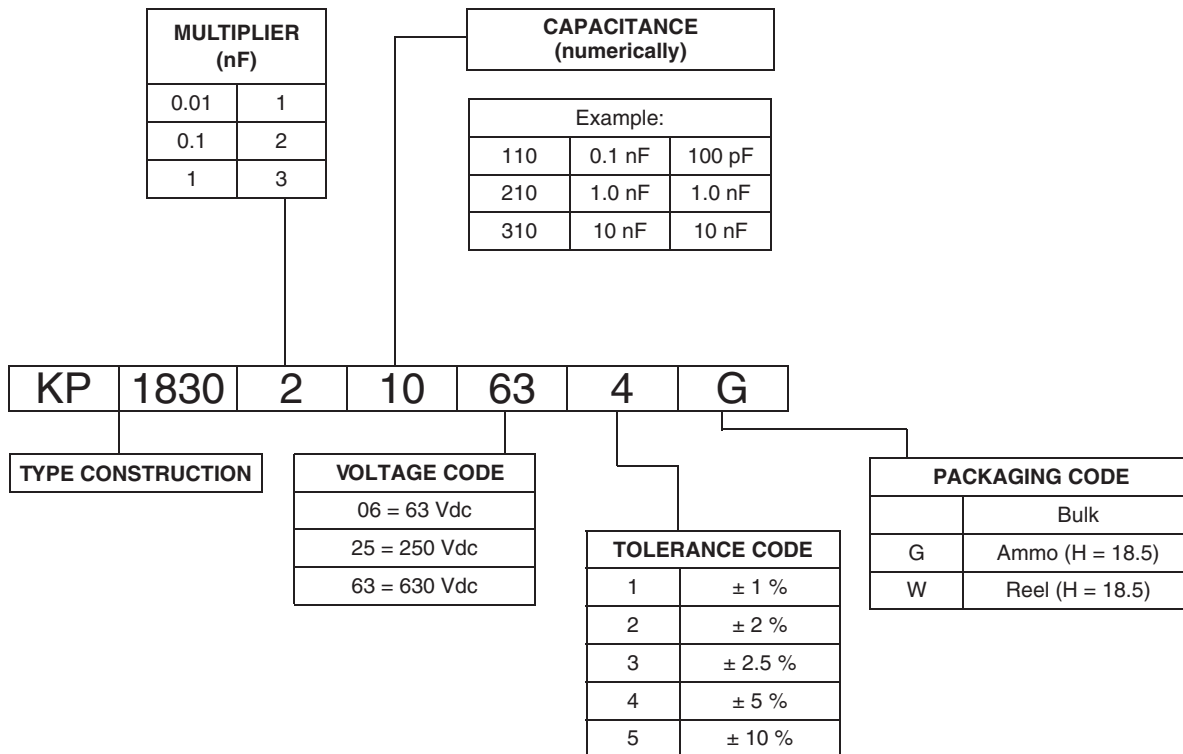 MULTIPLIER
(nF)
0.01 1
0.1 2
1 3
CAPACITANCE
(numerically)
Example:
110 0.1 nF 100 pF
210 1.0 nF 1.0 nF
310 10 nF 10 nF
KP 1830 2 10 63 4 G
TYPE CONSTRUCTION
VOLTAGE CODE
06 = 63 Vdc
25 = 250 Vdc
63 = 630 Vdc
TOLERANCE CODE
1 ± 1 %
2 ± 2 %
3 ± 2.5 %
4 ± 5 %
5 ± 10 %
PACKAGING CODE
Bulk
G Ammo (H = 18.5)
W Reel (H = 18.5)